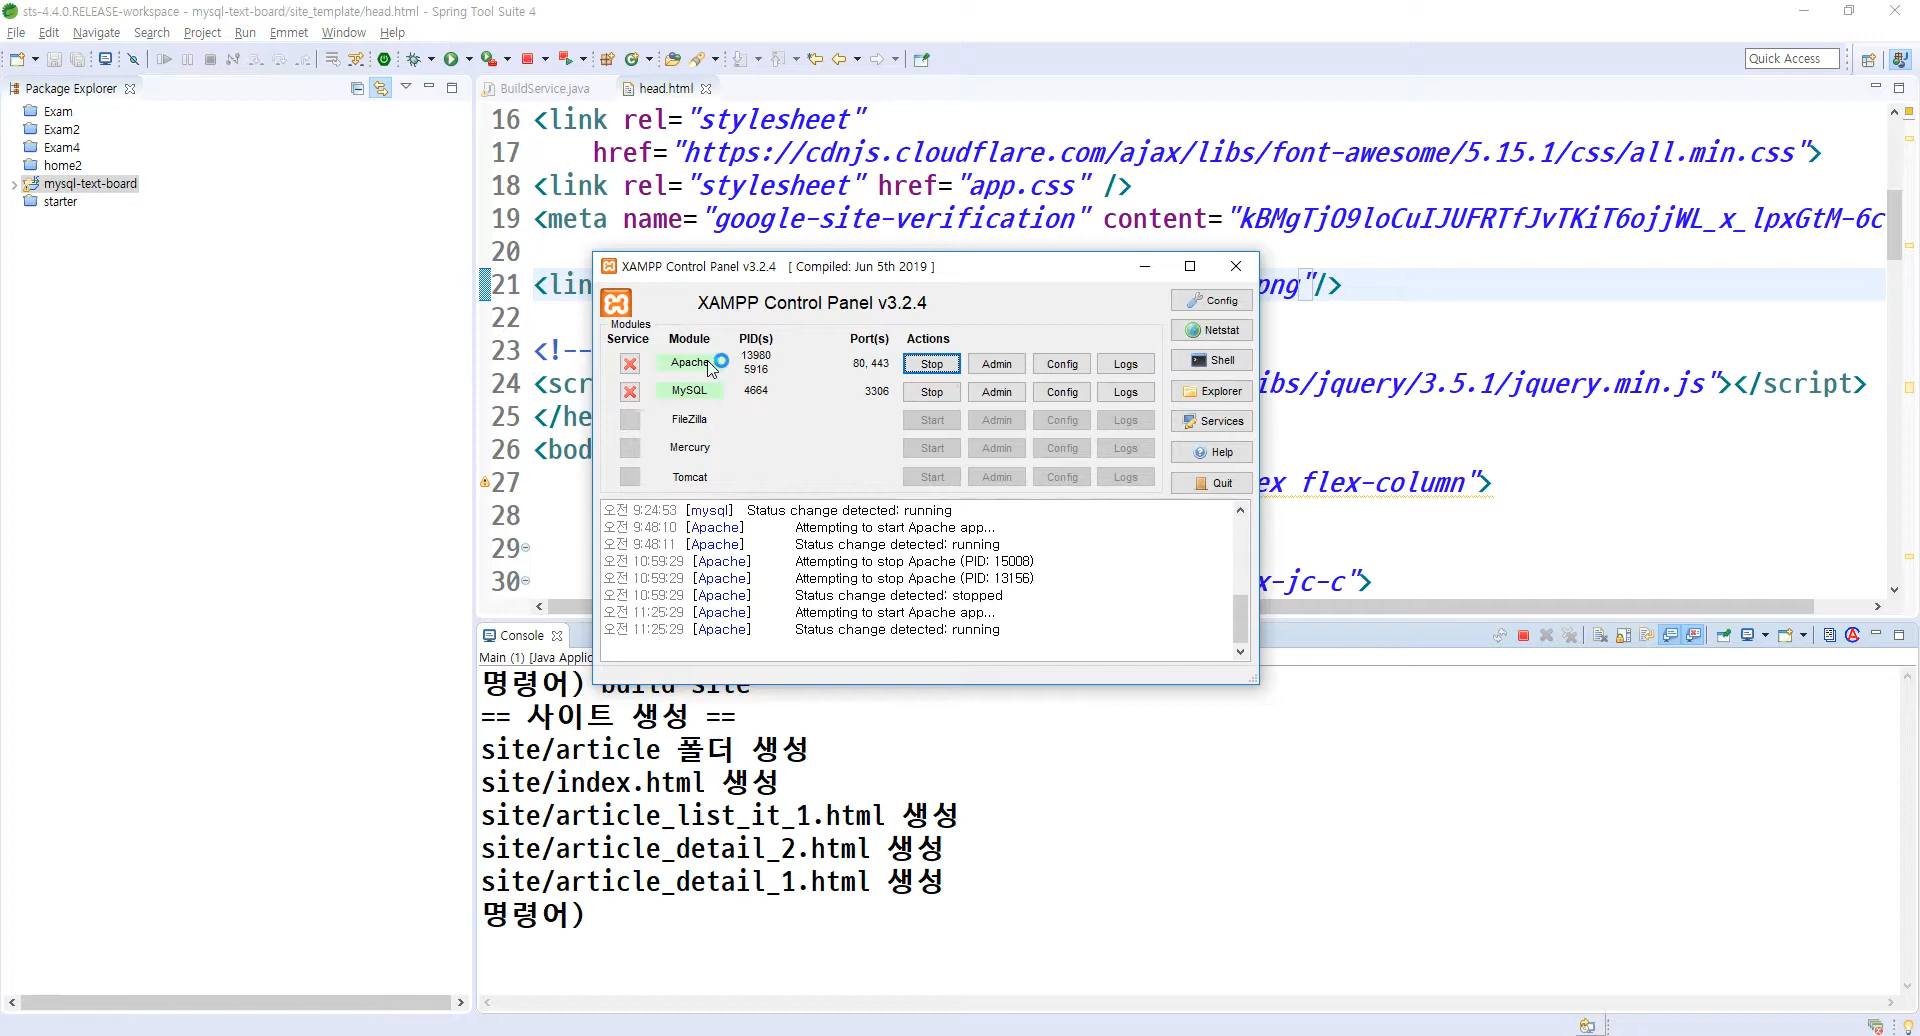 sts-4.4.0.RELEASE-workspace - mysql-text-board/site_template/head.html - Spring Tool Suite 4
File Edit Navigate Search Project Run Emmet Window Help
Quick Access
Package Explorer
Exam
Exam2
Exam4
home2
mysql-text-board
starter
BuildService.java
head.html
16 <link rel="stylesheet"
17 href="https://cdnjs.cloudflare.com/ajax/libs/font-awesome/5.15.1/css/all.min.css">
18 <link rel="stylesheet" href="app.css" />
19 <meta name="google-site-verification" content="kBMgTjO9loCuIJUFRTfJvTKiT6ojjWL_x_lpxGtM-6c
20
21 <lin png"/>
22
23 <!--
24 <scr ibs/jquery/3.5.1/jquery.min.js"></script>
25 </he
26 <bod
27 ex flex-column">
28
29
30 x-jc-c">
XAMPP Control Panel v3.2.4 [ Compiled: Jun 5th 2019 ]
XAMPP Control Panel v3.2.4
Config
Netstat
Shell
Explorer
Services
Help
Quit
Modules
Service Module PID(s) Port(s) Actions
Apache 13980 5916 80, 443 Stop Admin Config Logs
MySQL 4664 3306 Stop Admin Config Logs
FileZilla Start Admin Config Logs
Mercury Start Admin Config Logs
Tomcat Start Admin Config Logs
오전 9:24:53 [mysql] Status change detected: running
오전 9:48:10 [Apache] Attempting to start Apache app...
오전 9:48:11 [Apache] Status change detected: running
오전 10:59:29 [Apache] Attempting to stop Apache (PID: 15008)
오전 10:59:29 [Apache] Attempting to stop Apache (PID: 13156)
오전 10:59:29 [Apache] Status change detected: stopped
오전 11:25:29 [Apache] Attempting to start Apache app...
오전 11:25:29 [Apache] Status change detected: running
Console
Main (1) [Java Applic
명령어) build site
== 사이트 생성 ==
site/article 폴더 생성
site/index.html 생성
site/article_list_it_1.html 생성
site/article_detail_2.html 생성
site/article_detail_1.html 생성
명령어)